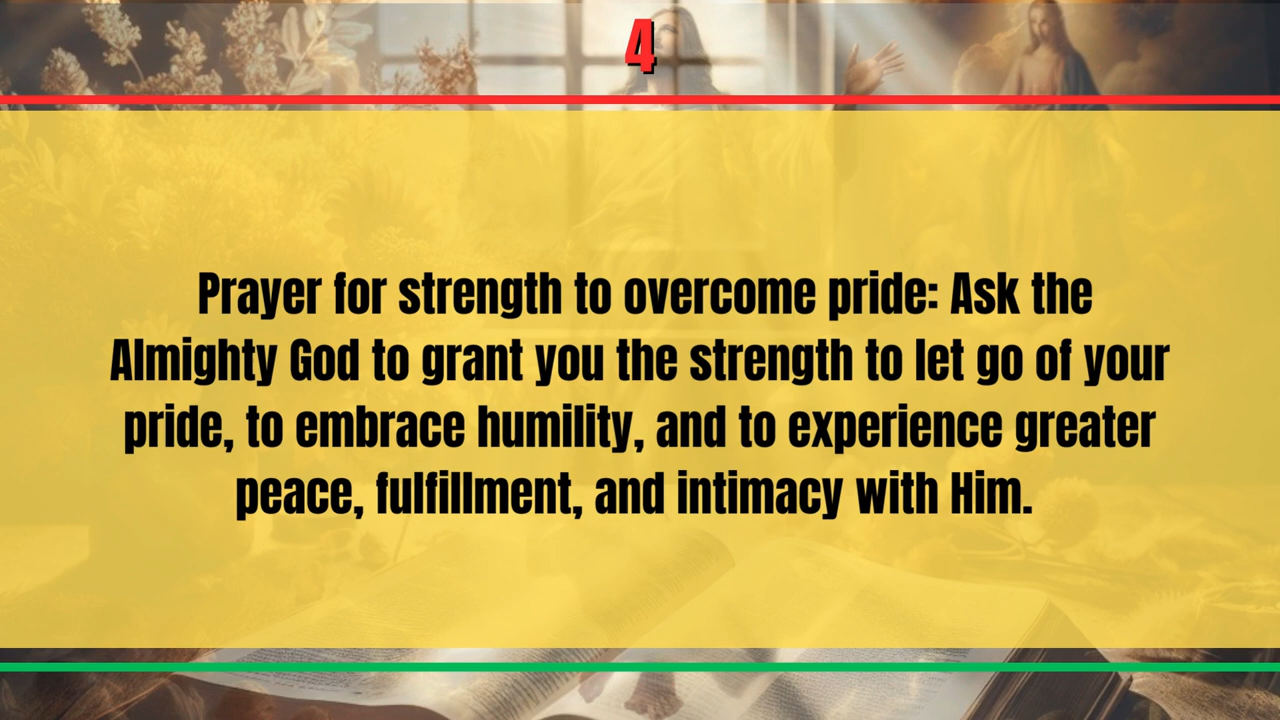 4
Prayer for strength to overcome pride: Ask the
Almighty God to grant you the strength to let go of your
pride, to embrace humility, and to experience greater
peace, fulfillment, and intimacy with Him.